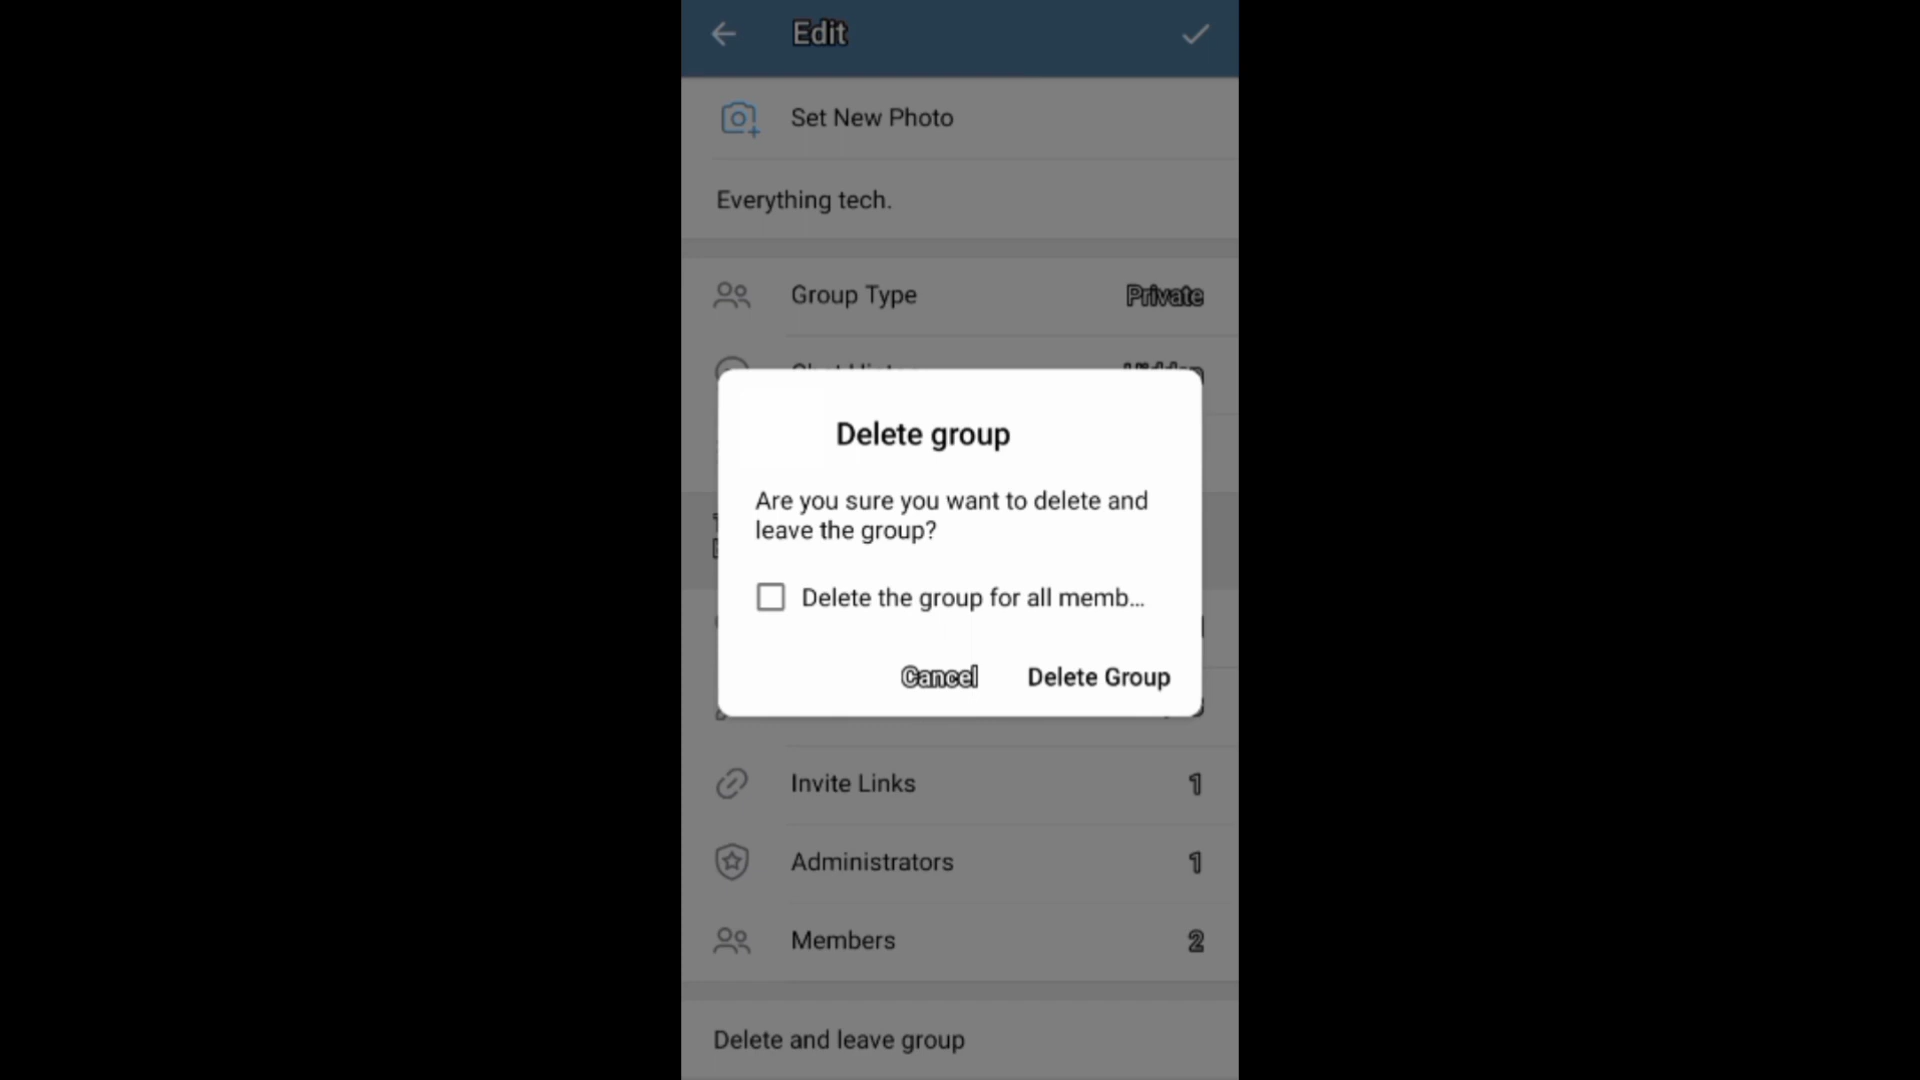 Edit
Set New Photo
Everything tech.
Group Type Private
Delete group
Are you sure you want to delete and
leave the group?
Delete the group for all memb...
Cancel Delete Group
Invite Links 1
Administrators 1
Members 2
Delete and leave group